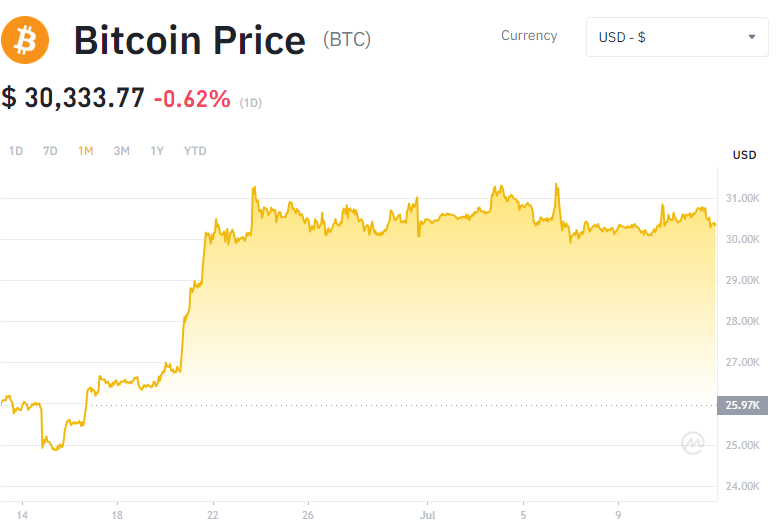 Bitcoin Price (BTC)
Currency
USD - $
$ 30,333.77 -0.62% (1D)
1D 7D 1M 3M 1Y YTD
USD
31.00K
30.00K
29.00K
28.00K
27.00K
25.97K
25.00K
24.00K
14 18 22 26 Jul 5 9